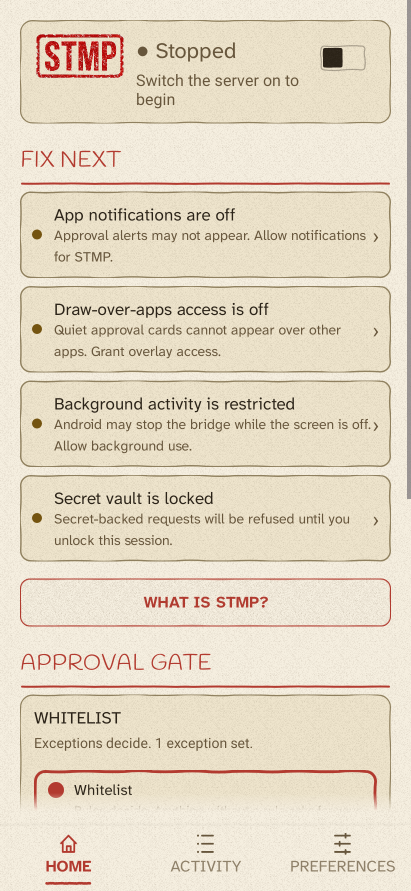 STMP
Stopped
Switch the server on to
begin
FIX NEXT
App notifications are off
Approval alerts may not appear. Allow notifications
for STMP.
Draw-over-apps access is off
Quiet approval cards cannot appear over other
apps. Grant overlay access.
Background activity is restricted
Android may stop the bridge while the screen is off.
Allow background use.
Secret vault is locked
Secret-backed requests will be refused until you
unlock this session.
WHAT IS STMP?
APPROVAL GATE
WHITELIST
Exceptions decide. 1 exception set.
Whitelist
HOME
ACTIVITY
PREFERENCES